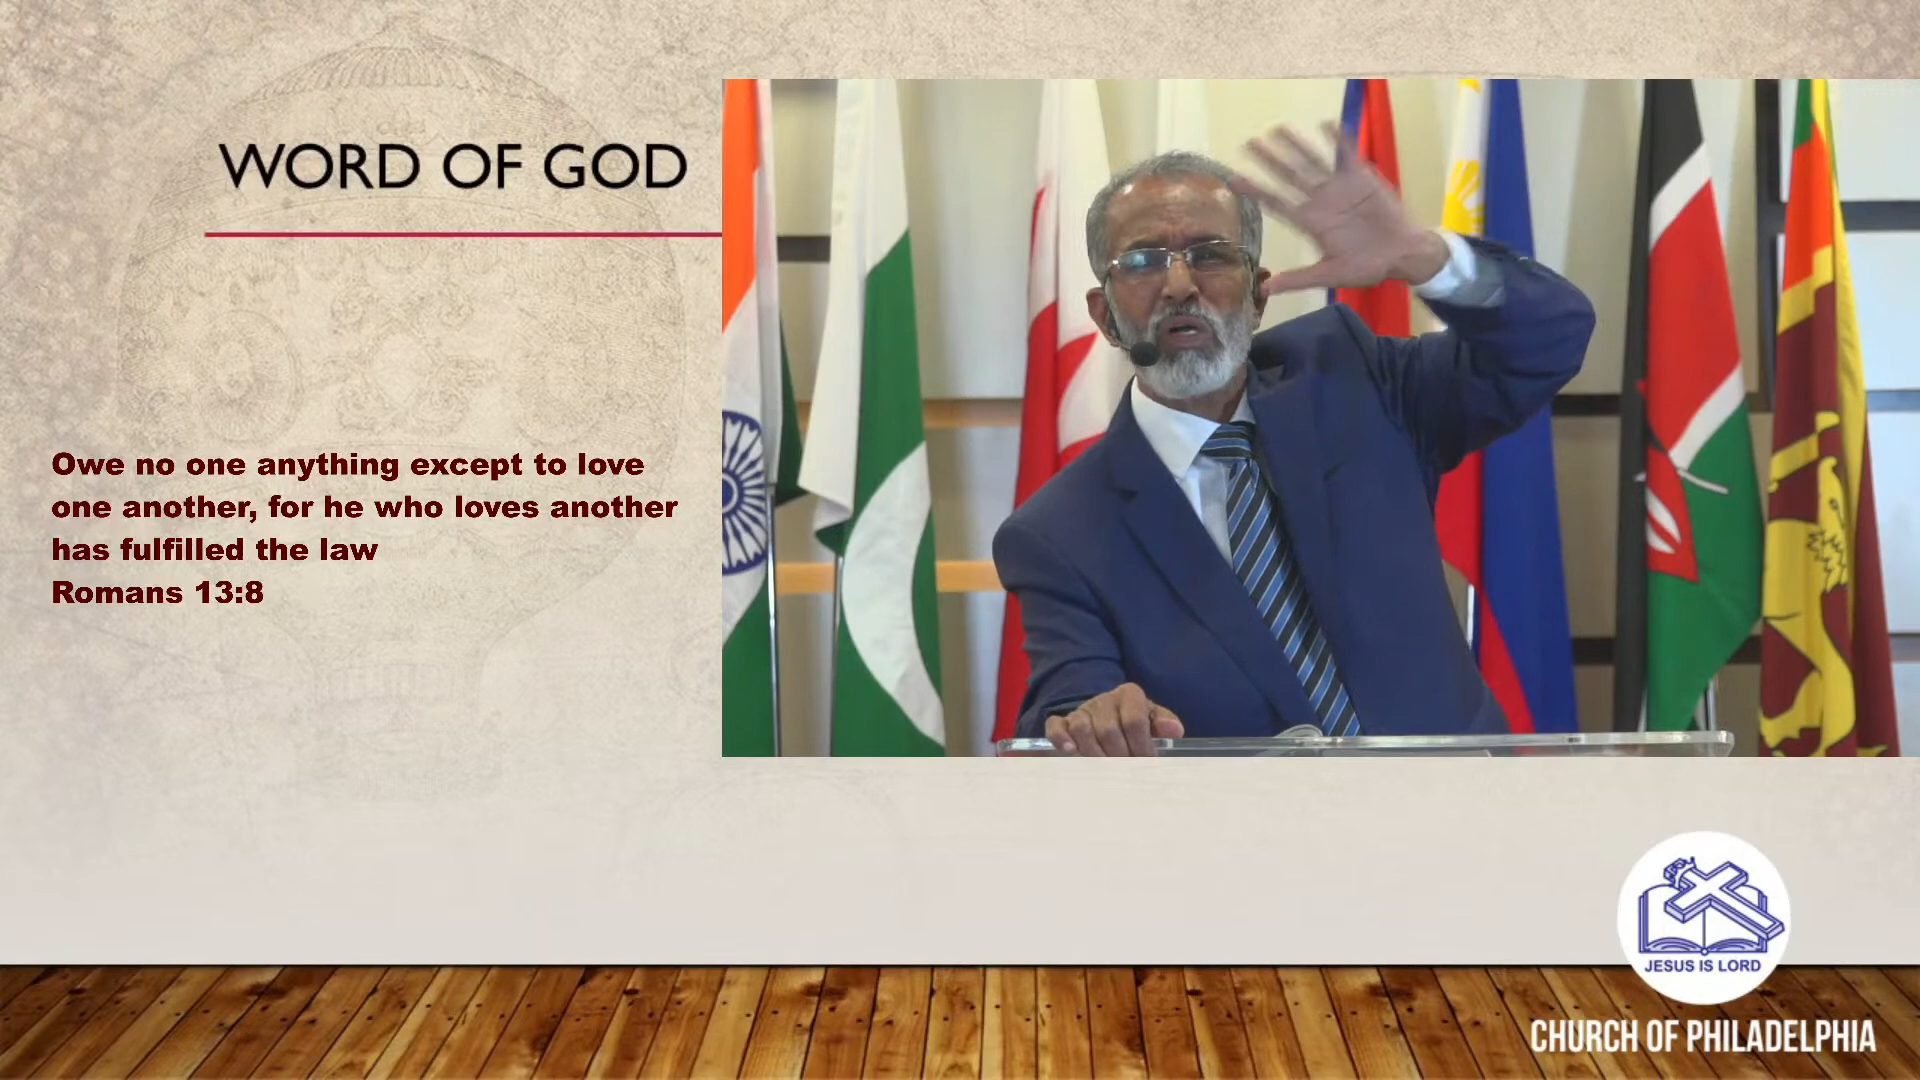 WORD OF GOD
Owe no one anything except to love
one another, for he who loves another
has fulfilled the law
Romans 13:8
JESUS IS LORD
CHURCH OF PHILADELPHIA